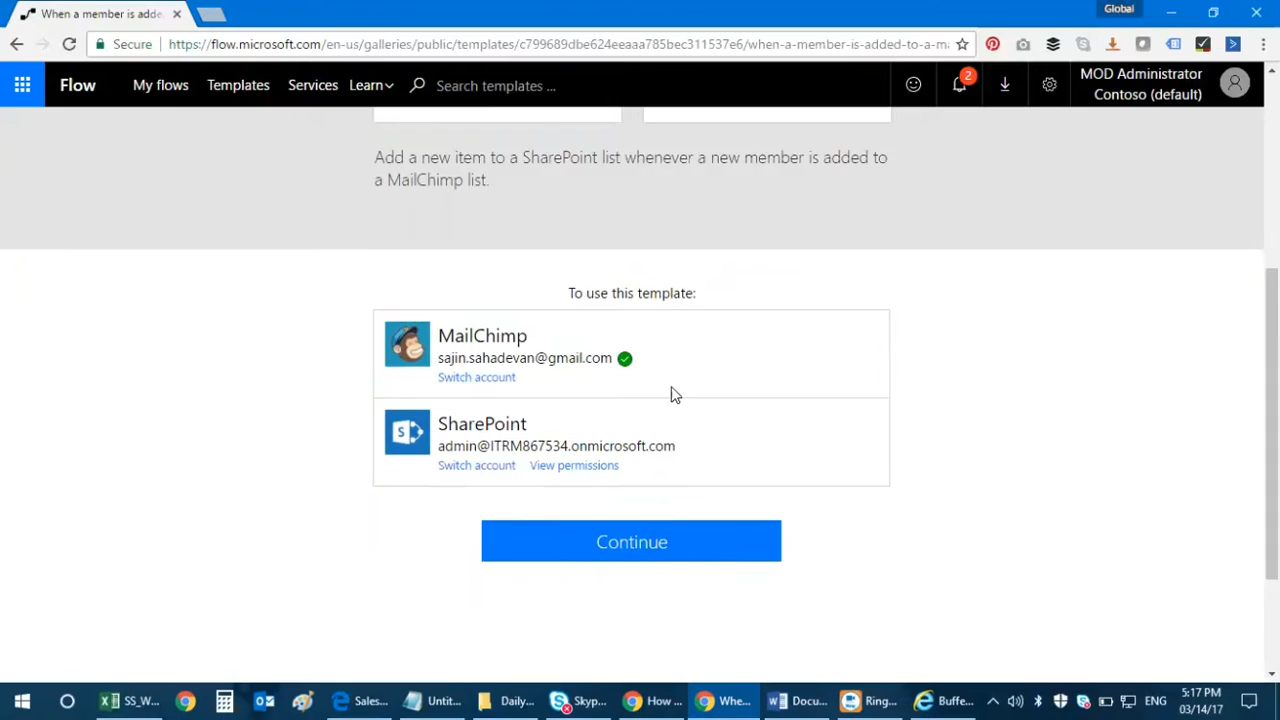 When a member is adde
Global
Secure
https://flow.microsoft.com/en-us/galleries/public/templates/c799689dbe624eeaaa785bec311537e6/when-a-member-is-added-to-a-ma
Flow
My flows
Templates
Services
Learn
Search templates ...
2
MOD Administrator
Contoso (default)
Add a new item to a SharePoint list whenever a new member is added to
a MailChimp list.
To use this template:
MailChimp
sajin.sahadevan@gmail.com
Switch account
SharePoint
admin@ITRM867534.onmicrosoft.com
Switch account View permissions
Continue
SS_W...
Sales...
Untit...
Daily...
Skyp...
How ...
Whe...
Docu...
Ring...
Buffe...
ENG
5:17 PM
03/14/17